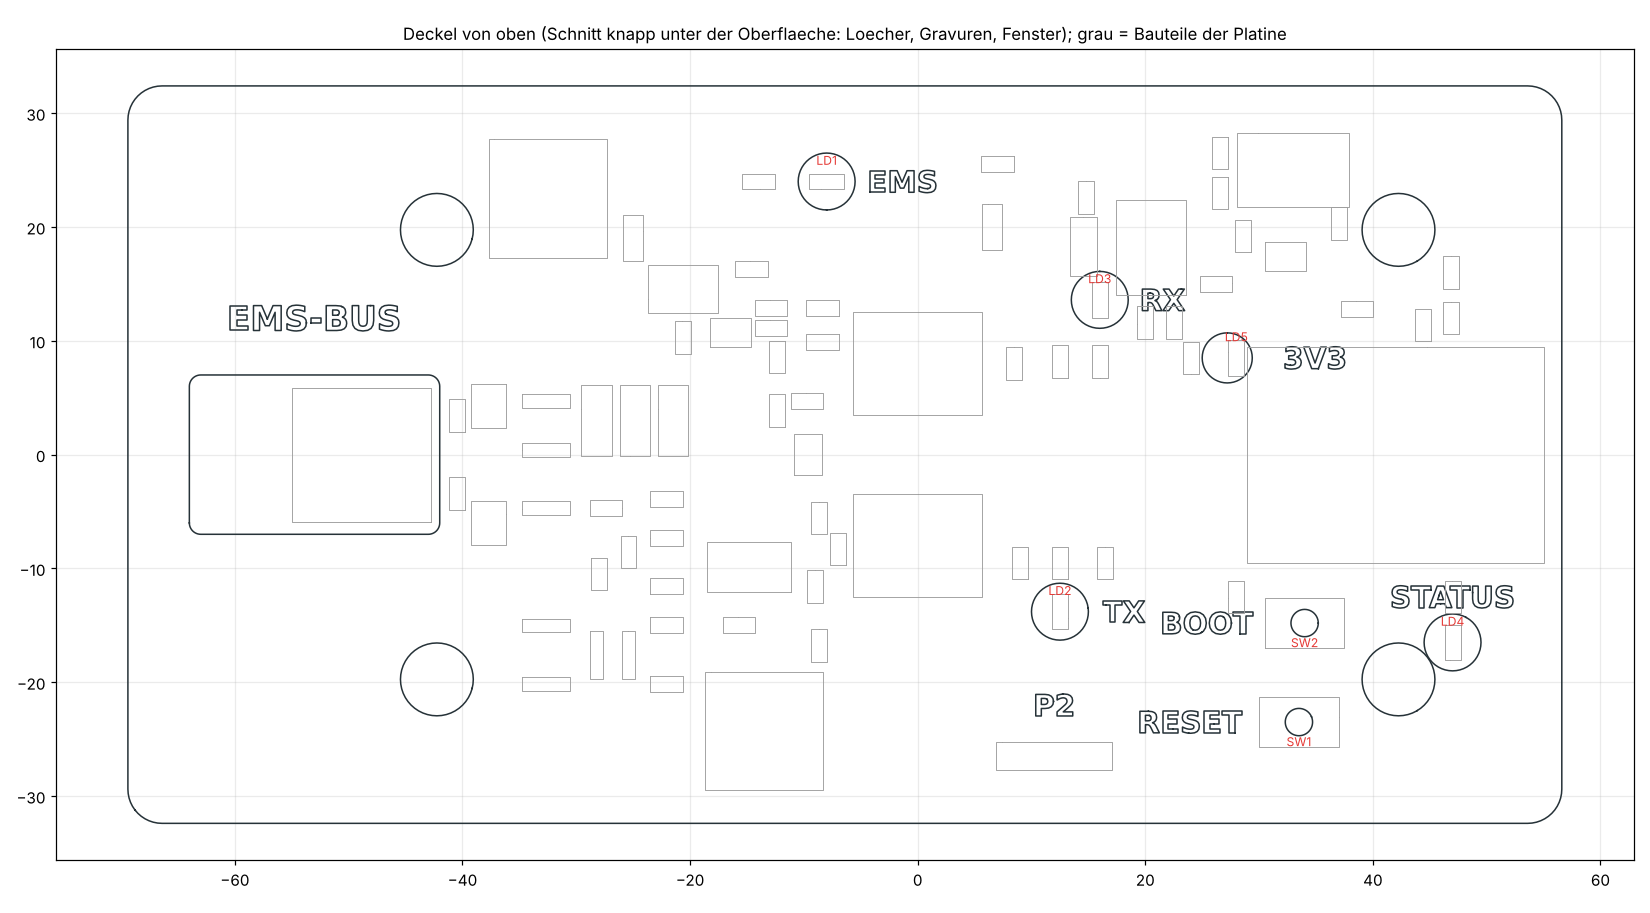 Deckel von oben (Schnitt knapp unter der Oberflaeche: Loecher, Gravuren, Fenster); grau = Bauteile der Platine
30
20
10
0
−10
−20
−30
LD1
EMS
LD3
RX
EMS-BUS
LD5
3V3
LD2
TX
BOOT
SW2
STATUS
LD4
P2
RESET
SW1
−60
−40
−20
0
20
40
60